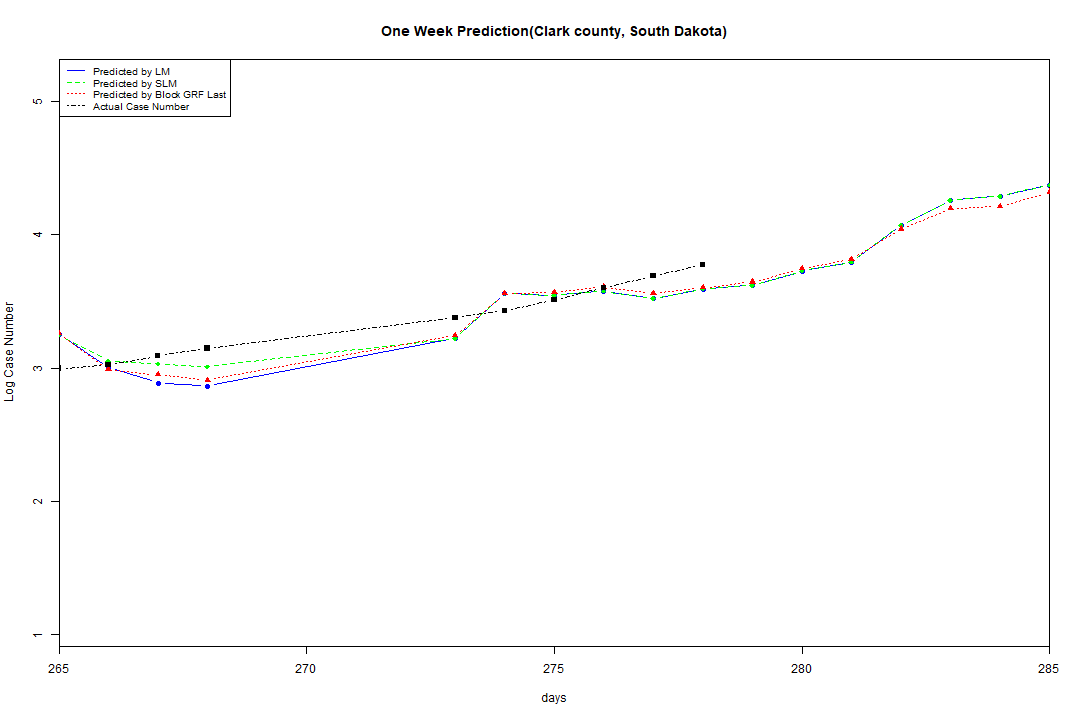 One Week Prediction(Clark county, South Dakota)
Predicted by LM
Predicted by SLM
Predicted by Block GRF Last
Actual Case Number
5
4
3
2
1
Log Case Number
265 270 275 280 285
days